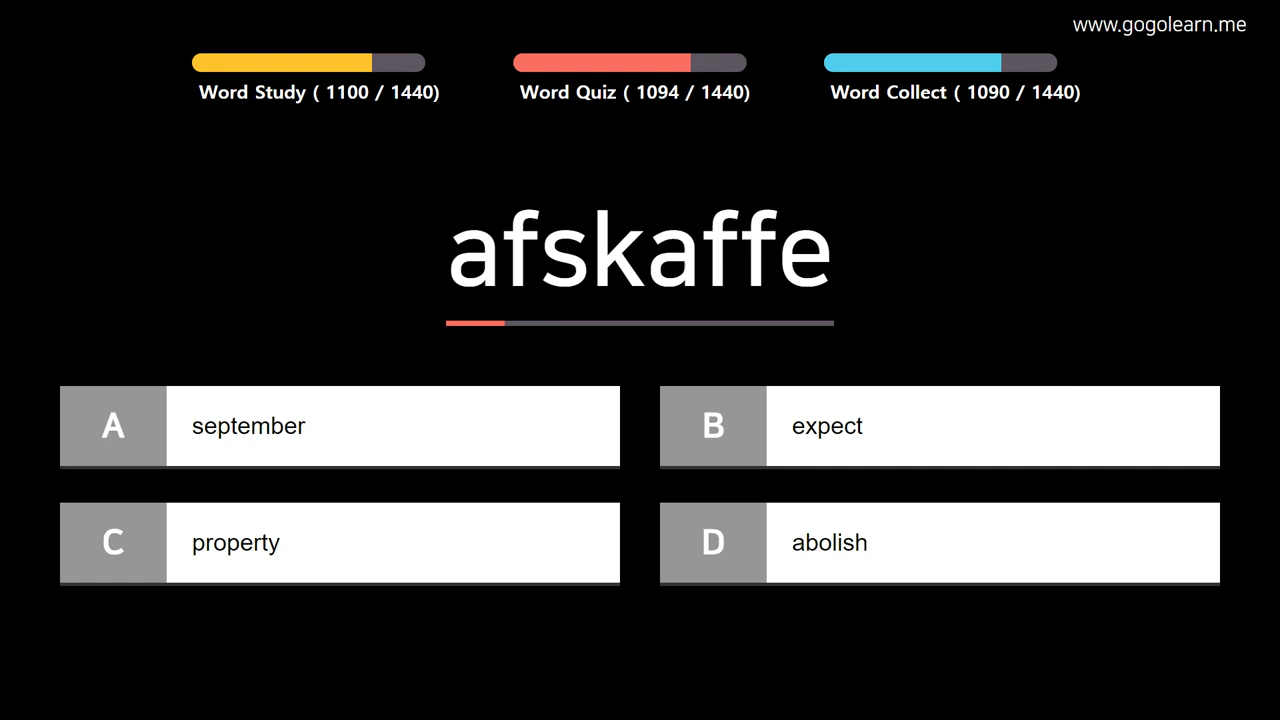 www.gogolearn.me
Word Study ( 1100 / 1440)
Word Quiz ( 1094 / 1440)
Word Collect ( 1090 / 1440)
afskaffe
A september
B expect
C property
D abolish